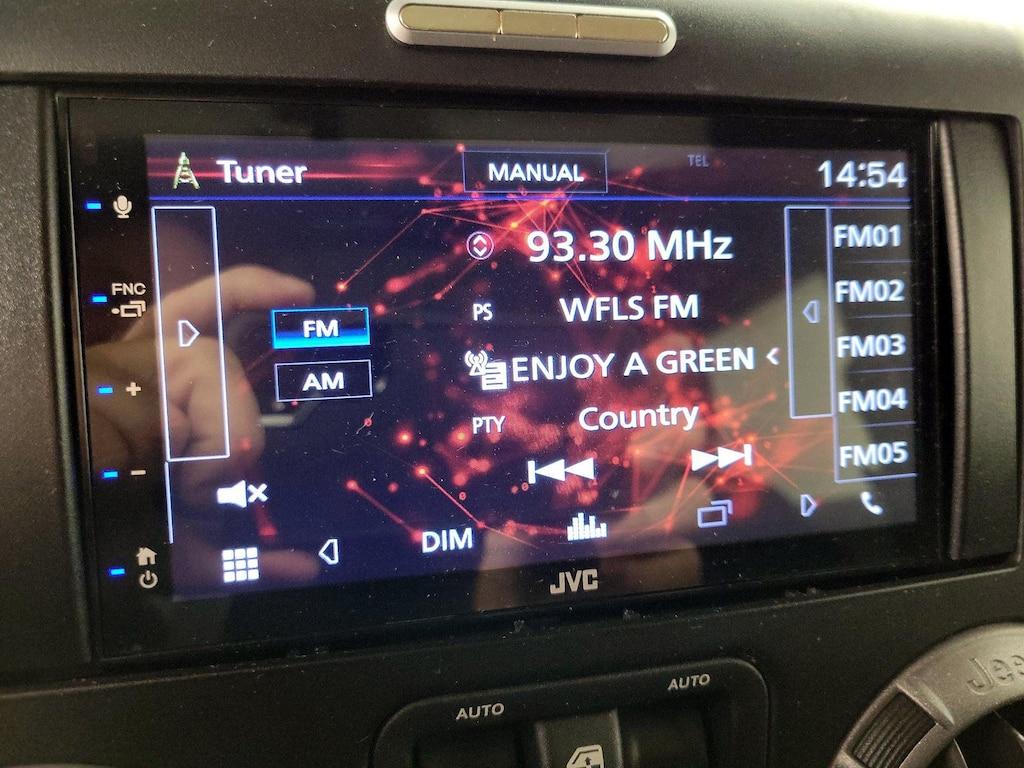 Tuner
MANUAL
TEL
14:54
93.30 MHz
FM01
FNC
FM02
PS
WFLS FM
FM
FM03
ENJOY A GREEN
AM
FM04
PTY
Country
FM05
DIM
JVC
AUTO
AUTO